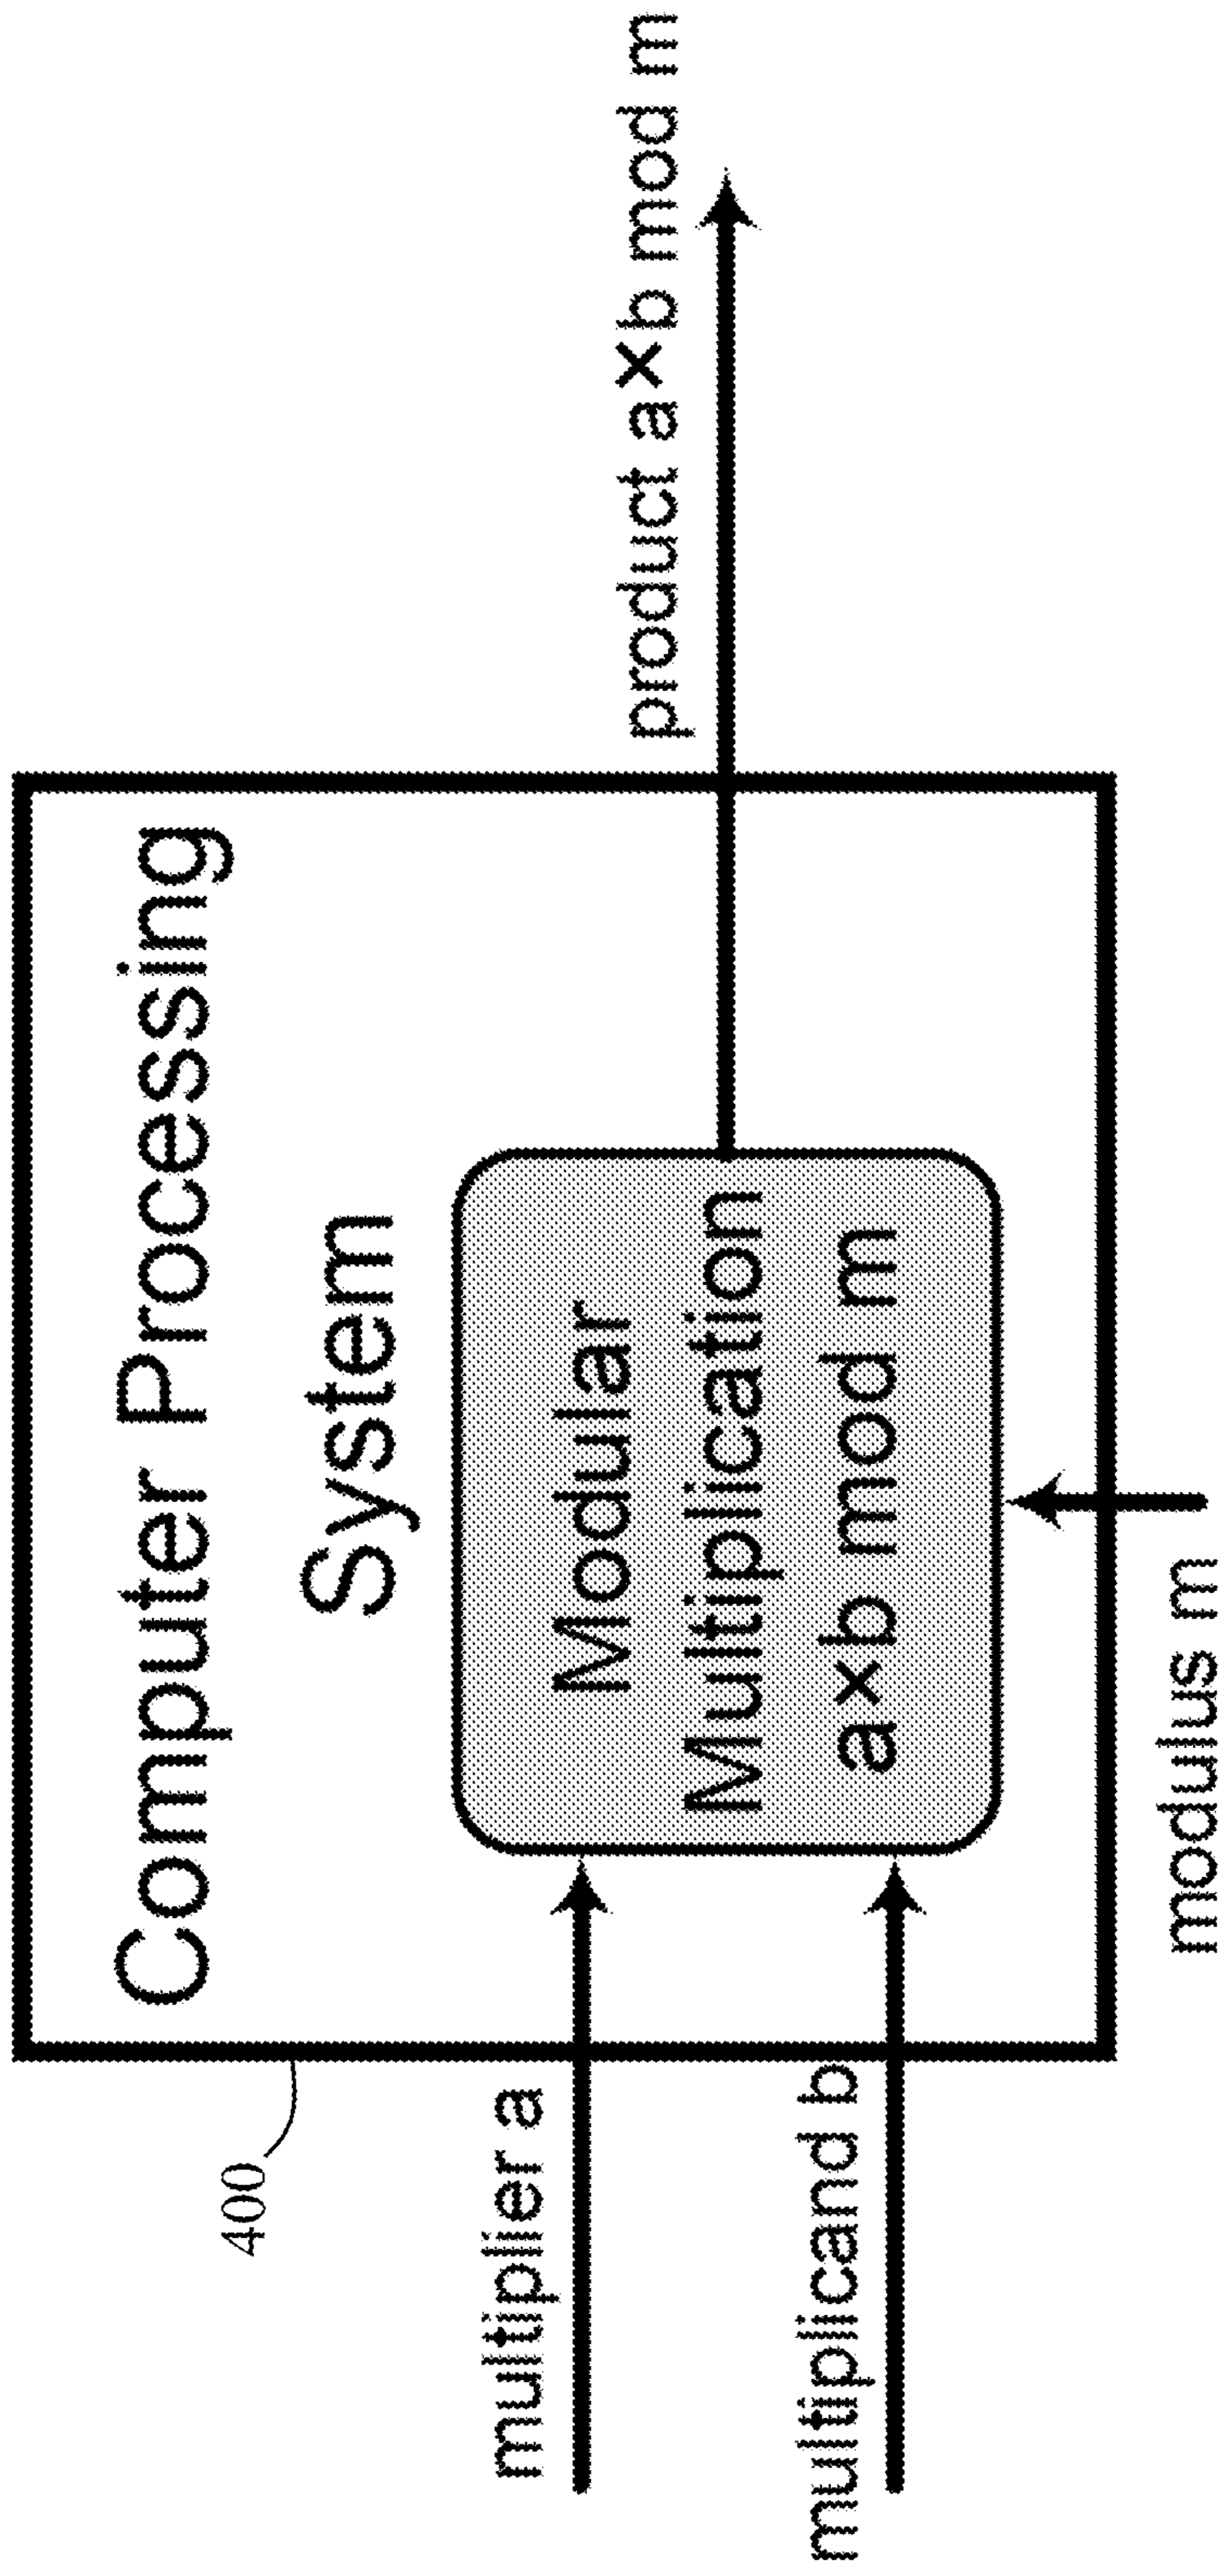 400
Computer Processing
System
multiplier a
multiplicand b
Modular
Multiplication
a×b mod m
product a×b mod m
modulus m